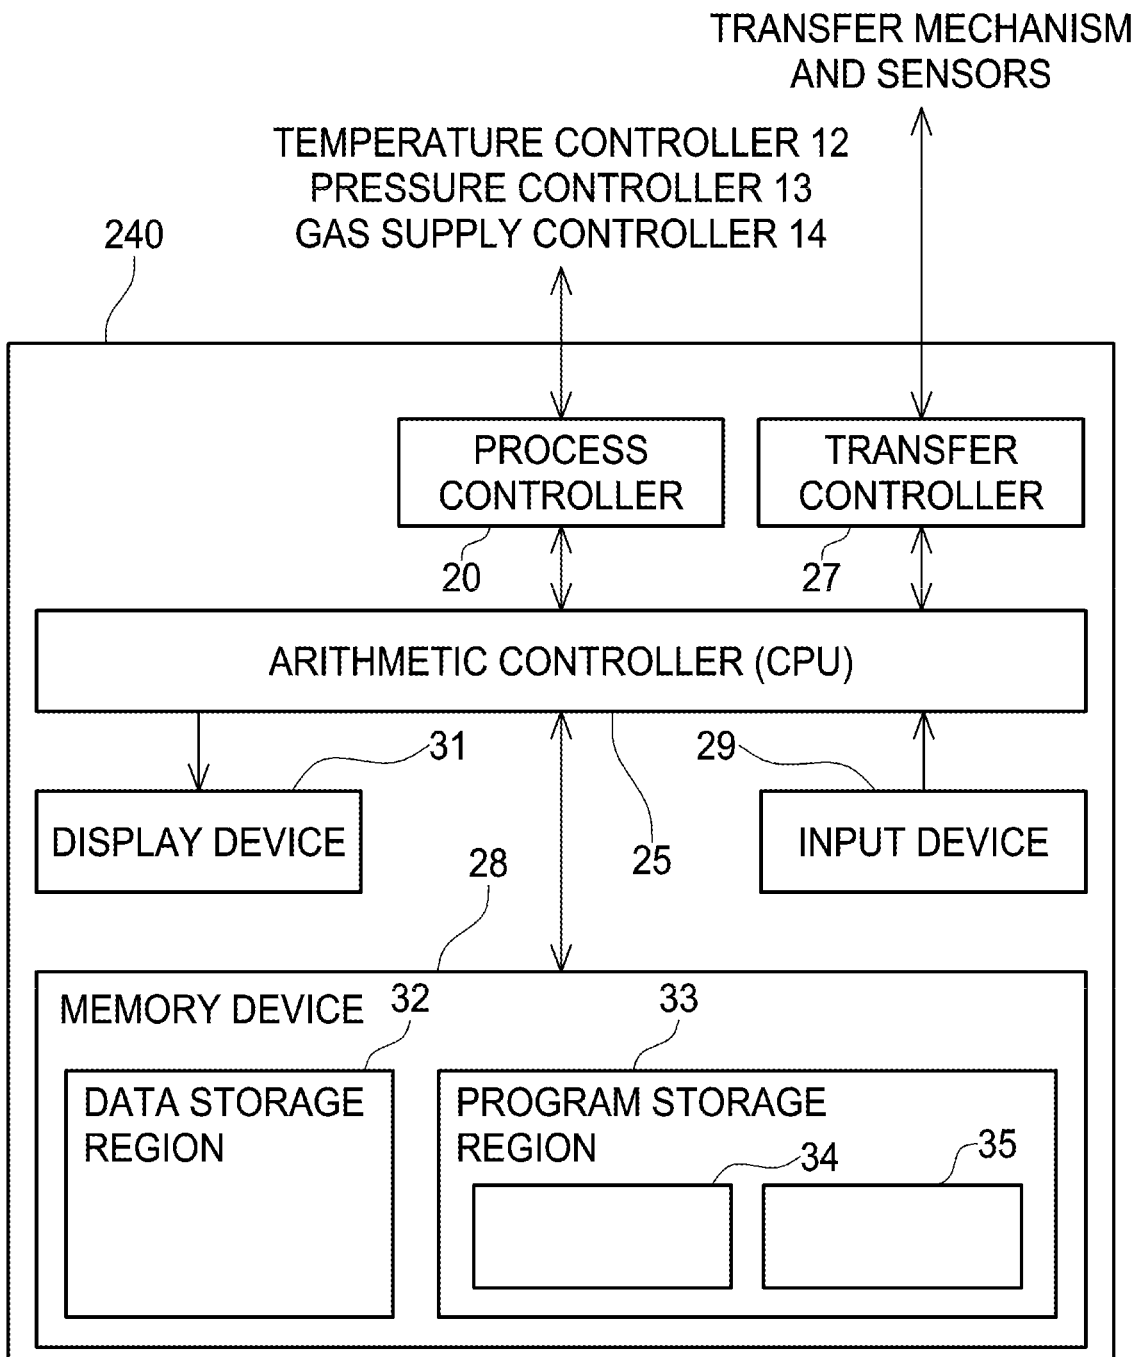 TRANSFER MECHANISM
AND SENSORS
TEMPERATURE CONTROLLER 12
PRESSURE CONTROLLER 13
GAS SUPPLY CONTROLLER 14
240
PROCESS
CONTROLLER
TRANSFER
CONTROLLER
20
27
ARITHMETIC CONTROLLER (CPU)
31
29
DISPLAY DEVICE
25
INPUT DEVICE
28
MEMORY DEVICE
32
33
DATA STORAGE
REGION
PROGRAM STORAGE
REGION
34
35